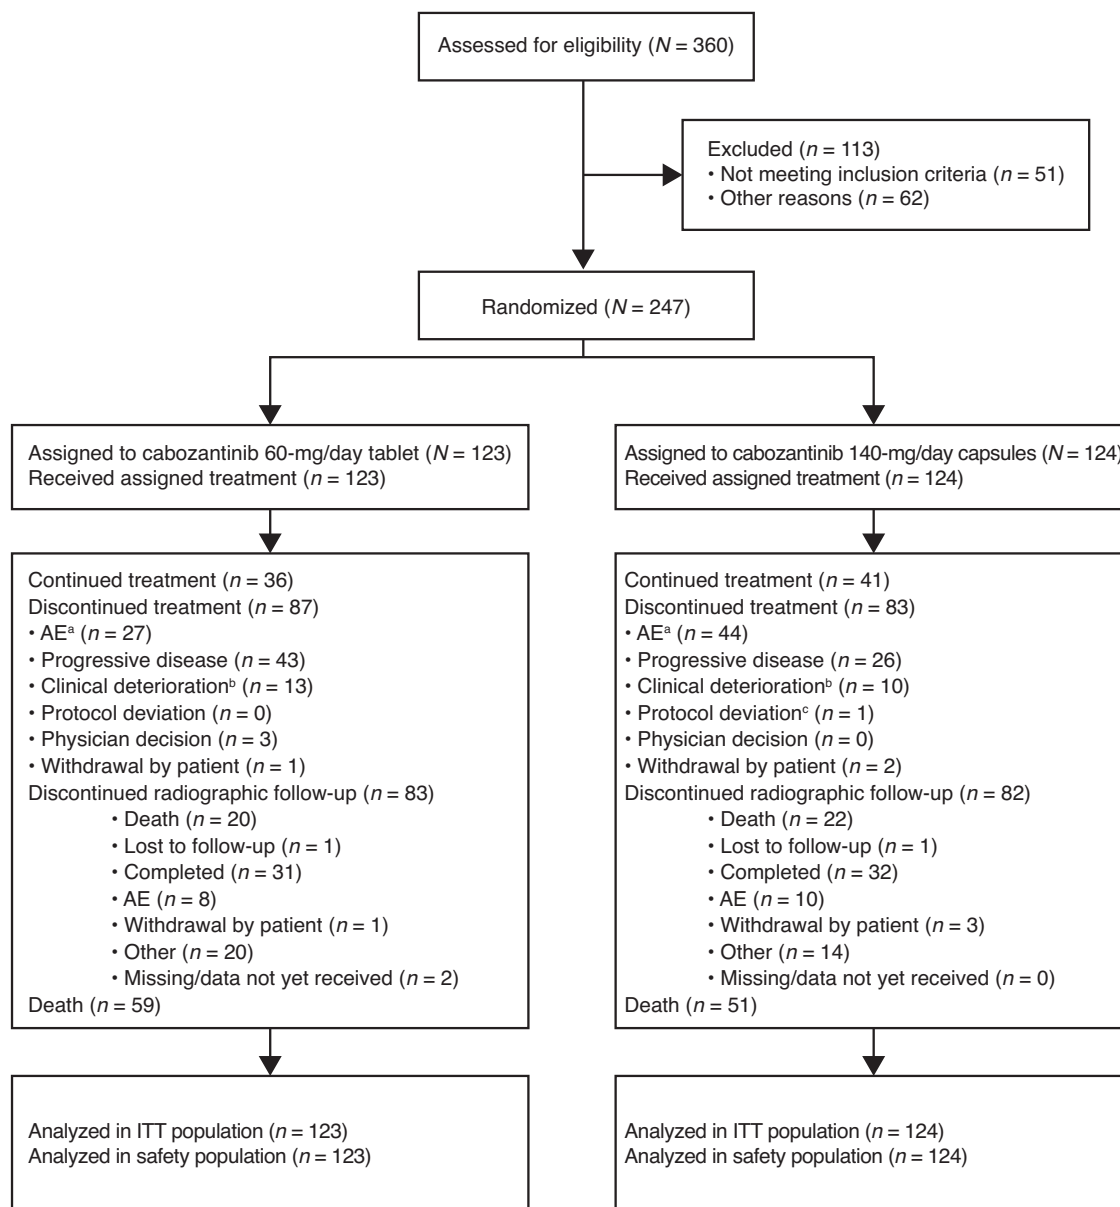 Assessed for eligibility (N = 360)
Excluded (n = 113)
• Not meeting inclusion criteria (n = 51)
• Other reasons (n = 62)
Randomized (N = 247)
Assigned to cabozantinib 60-mg/day tablet (N = 123)
Received assigned treatment (n = 123)
Continued treatment (n = 36)
Discontinued treatment (n = 87)
• AEᵃ (n = 27)
• Progressive disease (n = 43)
• Clinical deteriorationᵇ (n = 13)
• Protocol deviation (n = 0)
• Physician decision (n = 3)
• Withdrawal by patient (n = 1)
Discontinued radiographic follow-up (n = 83)
• Death (n = 20)
• Lost to follow-up (n = 1)
• Completed (n = 31)
• AE (n = 8)
• Withdrawal by patient (n = 1)
• Other (n = 20)
• Missing/data not yet received (n = 2)
Death (n = 59)
Analyzed in ITT population (n = 123)
Analyzed in safety population (n = 123)
Assigned to cabozantinib 140-mg/day capsules (N = 124)
Received assigned treatment (n = 124)
Continued treatment (n = 41)
Discontinued treatment (n = 83)
• AEᵃ (n = 44)
• Progressive disease (n = 26)
• Clinical deteriorationᵇ (n = 10)
• Protocol deviationᶜ (n = 1)
• Physician decision (n = 0)
• Withdrawal by patient (n = 2)
Discontinued radiographic follow-up (n = 82)
• Death (n = 22)
• Lost to follow-up (n = 1)
• Completed (n = 32)
• AE (n = 10)
• Withdrawal by patient (n = 3)
• Other (n = 14)
• Missing/data not yet received (n = 0)
Death (n = 51)
Analyzed in ITT population (n = 124)
Analyzed in safety population (n = 124)